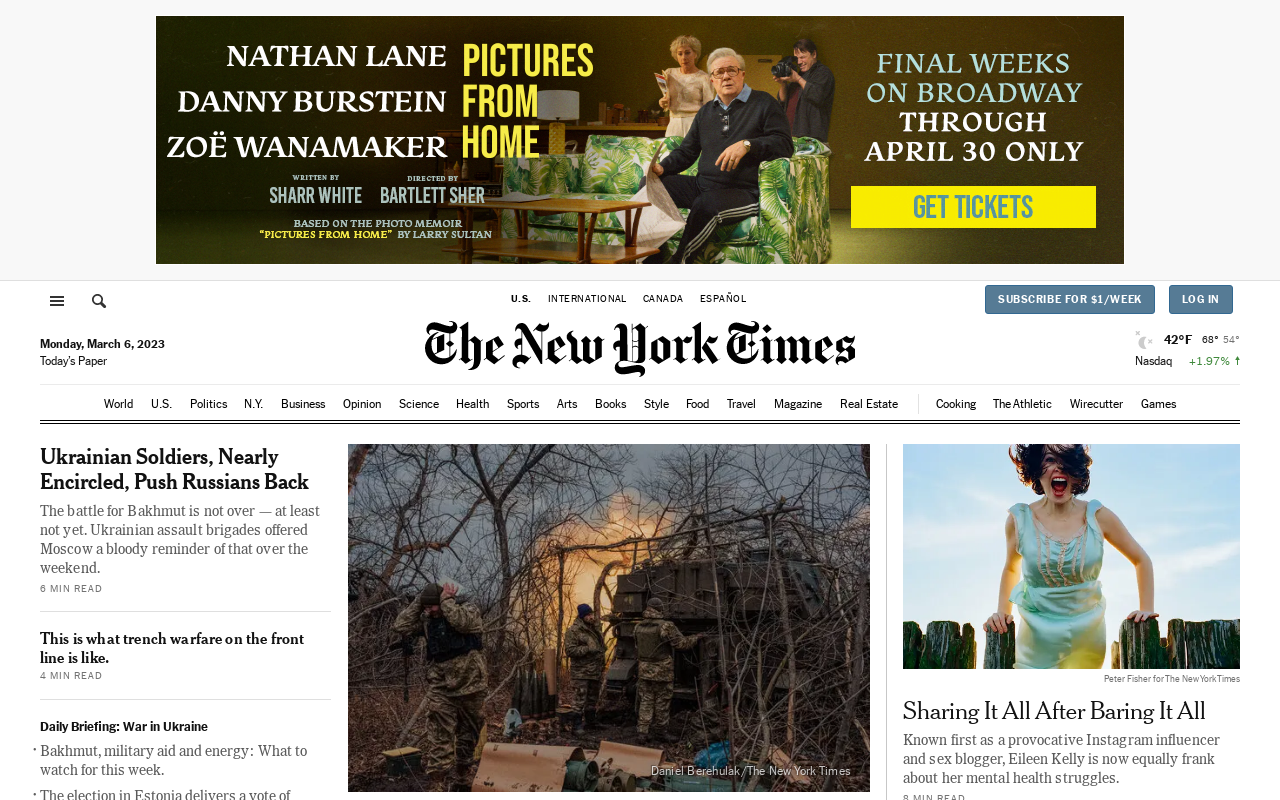 NATHAN LANE
DANNY BURSTEIN
ZOË WANAMAKER
PICTURES
FROM
HOME
WRITTEN BY
SHARR WHITE
DIRECTED BY
BARTLETT SHER
BASED ON THE PHOTO MEMOIR
“PICTURES FROM HOME” BY LARRY SULTAN
FINAL WEEKS
ON BROADWAY
THROUGH
APRIL 30 ONLY
GET TICKETS
U.S. INTERNATIONAL CANADA ESPAÑOL
SUBSCRIBE FOR $1/WEEK
LOG IN
Monday, March 6, 2023
Today’s Paper
The New York Times
42°F 68° 54°
Nasdaq +1.97% ↑
World U.S. Politics N.Y. Business Opinion Science Health Sports Arts Books Style Food Travel Magazine Real Estate Cooking The Athletic Wirecutter Games
Ukrainian Soldiers, Nearly
Encircled, Push Russians Back
The battle for Bakhmut is not over — at least
not yet. Ukrainian assault brigades offered
Moscow a bloody reminder of that over the
weekend.
6 MIN READ
This is what trench warfare on the front
line is like.
4 MIN READ
Daily Briefing: War in Ukraine
• Bakhmut, military aid and energy: What to
watch for this week.
• The election in Estonia delivers a vote of
Daniel Berehulak/The New York Times
Peter Fisher for The New York Times
Sharing It All After Baring It All
Known first as a provocative Instagram influencer
and sex blogger, Eileen Kelly is now equally frank
about her mental health struggles.
8 MIN READ